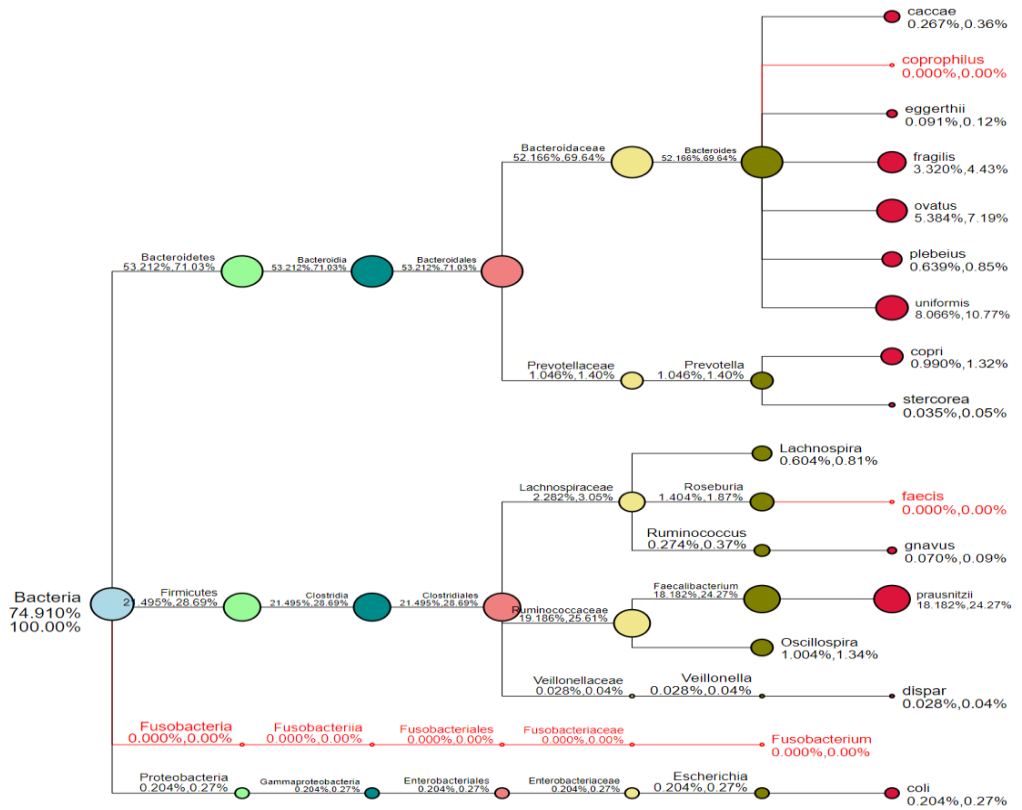 caccae
0.267%,0.36%
coprophilus
0.000%,0.00%
eggerthii
0.091%,0.12%
Bacteroidaceae
52.166%,69.64%
Bacteroides
52.166%,69.64%
fragilis
3.320%,4.43%
ovatus
5.384%,7.19%
Bacteroidetes
53.212%,71.03%
Bacteroidia
53.212%,71.03%
Bacteroidales
53.212%,71.03%
plebeius
0.639%,0.85%
uniformis
8.066%,10.77%
Prevotellaceae
1.046%,1.40%
Prevotella
1.046%,1.40%
copri
0.990%,1.32%
stercorea
0.035%,0.05%
Lachnospira
0.604%,0.81%
Lachnospiraceae
2.282%,3.05%
Roseburia
1.404%,1.87%
faecis
0.000%,0.00%
Ruminococcus
0.274%,0.37%
gnavus
0.070%,0.09%
Bacteria
74.910%
100.00%
Firmicutes
21.495%,28.69%
Clostridia
21.495%,28.69%
Clostridiales
21.495%,28.69%
Ruminococcaceae
19.186%,25.61%
Faecalibacterium
18.182%,24.27%
prausnitzii
18.182%,24.27%
Oscillospira
1.004%,1.34%
Veillonellaceae
0.028%,0.04%
Veillonella
0.028%,0.04%
dispar
0.028%,0.04%
Fusobacteria
0.000%,0.00%
Fusobacteriia
0.000%,0.00%
Fusobacteriales
0.000%,0.00%
Fusobacteriaceae
0.000%,0.00%
Fusobacterium
0.000%,0.00%
Proteobacteria
0.204%,0.27%
Gammaproteobacteria
0.204%,0.27%
Enterobacteriales
0.204%,0.27%
Enterobacteriaceae
0.204%,0.27%
Escherichia
0.204%,0.27%
coli
0.204%,0.27%